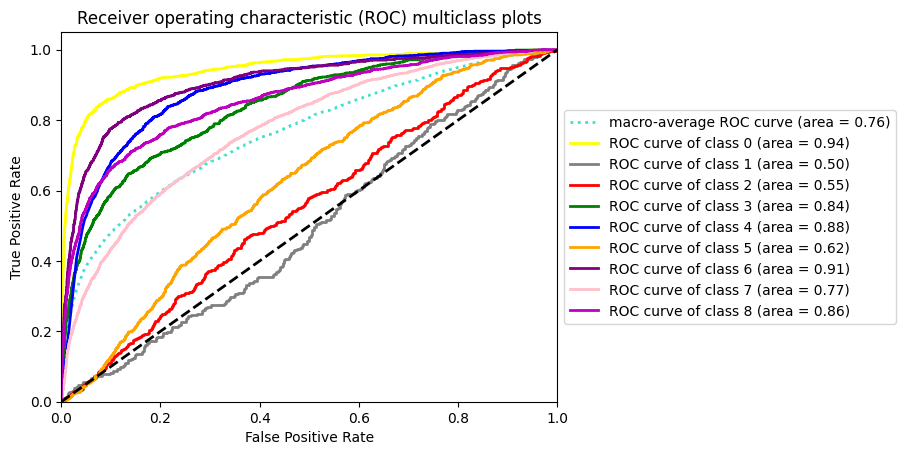 Receiver operating characteristic (ROC) multiclass plots
1.0
0.8
0.6
0.4
0.2
0.0
True Positive Rate
0.0 0.2 0.4 0.6 0.8 1.0
False Positive Rate
macro-average ROC curve (area = 0.76)
ROC curve of class 0 (area = 0.94)
ROC curve of class 1 (area = 0.50)
ROC curve of class 2 (area = 0.55)
ROC curve of class 3 (area = 0.84)
ROC curve of class 4 (area = 0.88)
ROC curve of class 5 (area = 0.62)
ROC curve of class 6 (area = 0.91)
ROC curve of class 7 (area = 0.77)
ROC curve of class 8 (area = 0.86)